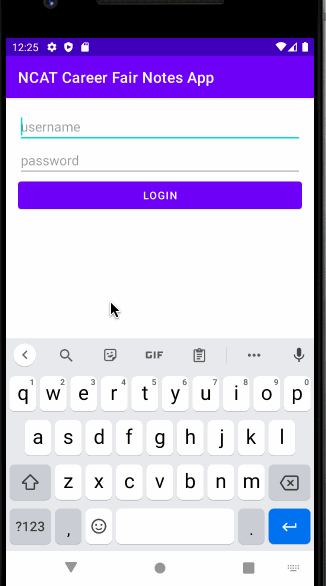 12:25
NCAT Career Fair Notes App
username
password
LOGIN
GIF
q1 w2 e3 r4 t5 y6 u7 i8 o9 p0
a s d f g h j k l
z x c v b n m
?123 , .